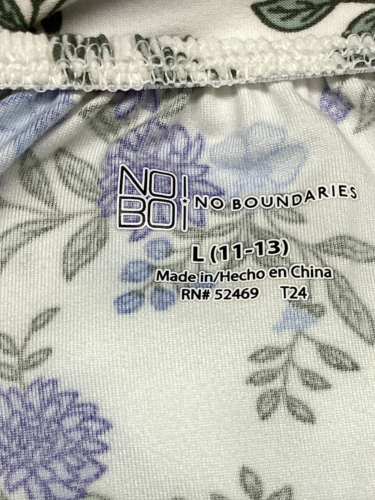 NO!
BO¡ NO BOUNDARIES
L (11-13)
Made in/Hecho en China
RN# 52469 T24